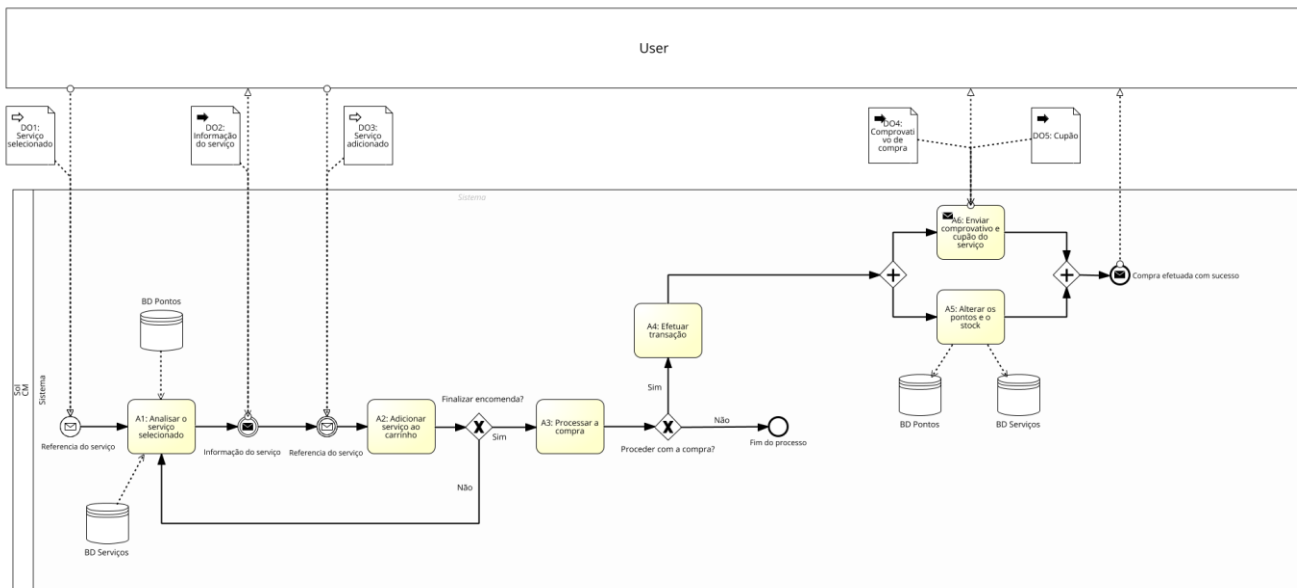 User
DO1:
Serviço
selecionado
DO2:
Informação
do serviço
DO3:
Serviço
adicionado
DO4:
Comprovati
vo de
compra
DO5: Cupão
Sistema
Sol
CM
Sistema
A6: Enviar
comprovativo e
cupão do
serviço
Compra efetuada com sucesso
BD Pontos
A5: Alterar os
pontos e o
stock
A4: Efetuar
transação
Sim
BD Pontos
BD Serviços
Finalizar encomenda?
A1: Analisar o
serviço
selecionado
A2: Adicionar
serviço ao
carrinho
A3: Processar a
compra
Sim
Não
Referencia do serviço
Informação do serviço
Referencia do serviço
Proceder com a compra?
Fim do processo
Não
BD Serviços